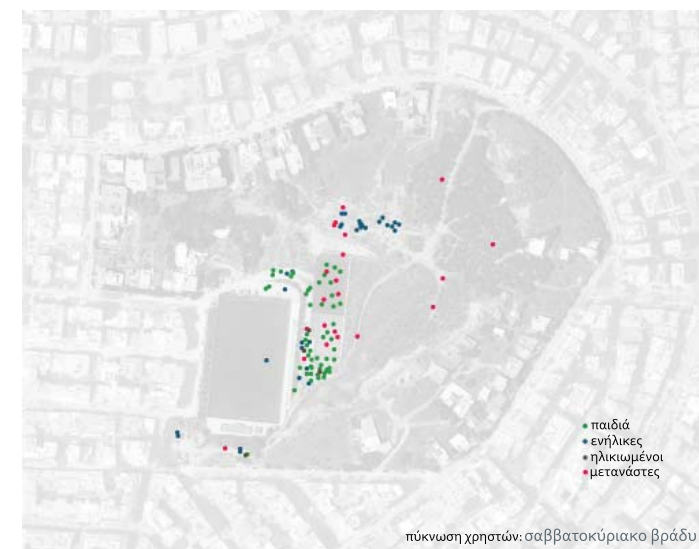 παιδιά
ενήλικες
ηλικιωμένοι
μετανάστες
πύκνωση χρηστών: σαββατοκύριακο βράδυ